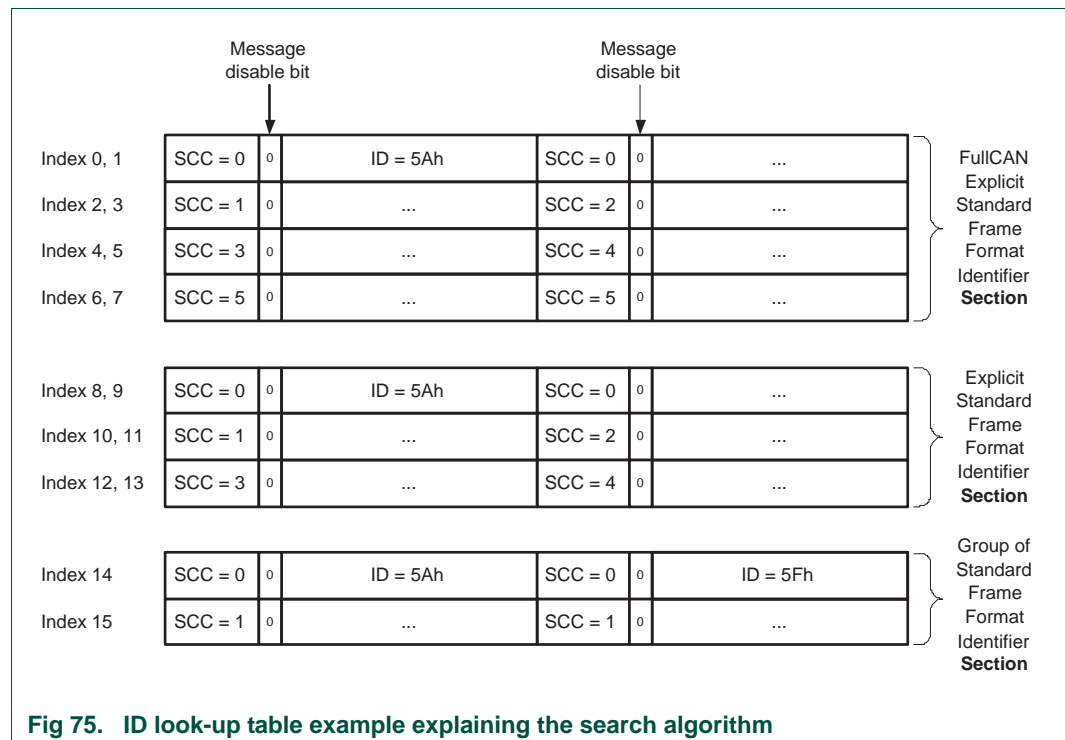 Message
disable bit
Message
disable bit
Index 0, 1 SCC = 0 0 ID = 5Ah SCC = 0 0 ...
Index 2, 3 SCC = 1 0 ... SCC = 2 0 ...
Index 4, 5 SCC = 3 0 ... SCC = 4 0 ...
Index 6, 7 SCC = 5 0 ... SCC = 5 0 ...
FullCAN
Explicit
Standard
Frame
Format
Identifier
Section
Index 8, 9 SCC = 0 0 ID = 5Ah SCC = 0 0 ...
Index 10, 11 SCC = 1 0 ... SCC = 2 0 ...
Index 12, 13 SCC = 3 0 ... SCC = 4 0 ...
Explicit
Standard
Frame
Format
Identifier
Section
Index 14 SCC = 0 0 ID = 5Ah SCC = 0 0 ID = 5Fh
Index 15 SCC = 1 0 ... SCC = 1 0 ...
Group of
Standard
Frame
Format
Identifier
Section
Fig 75. ID look-up table example explaining the search algorithm